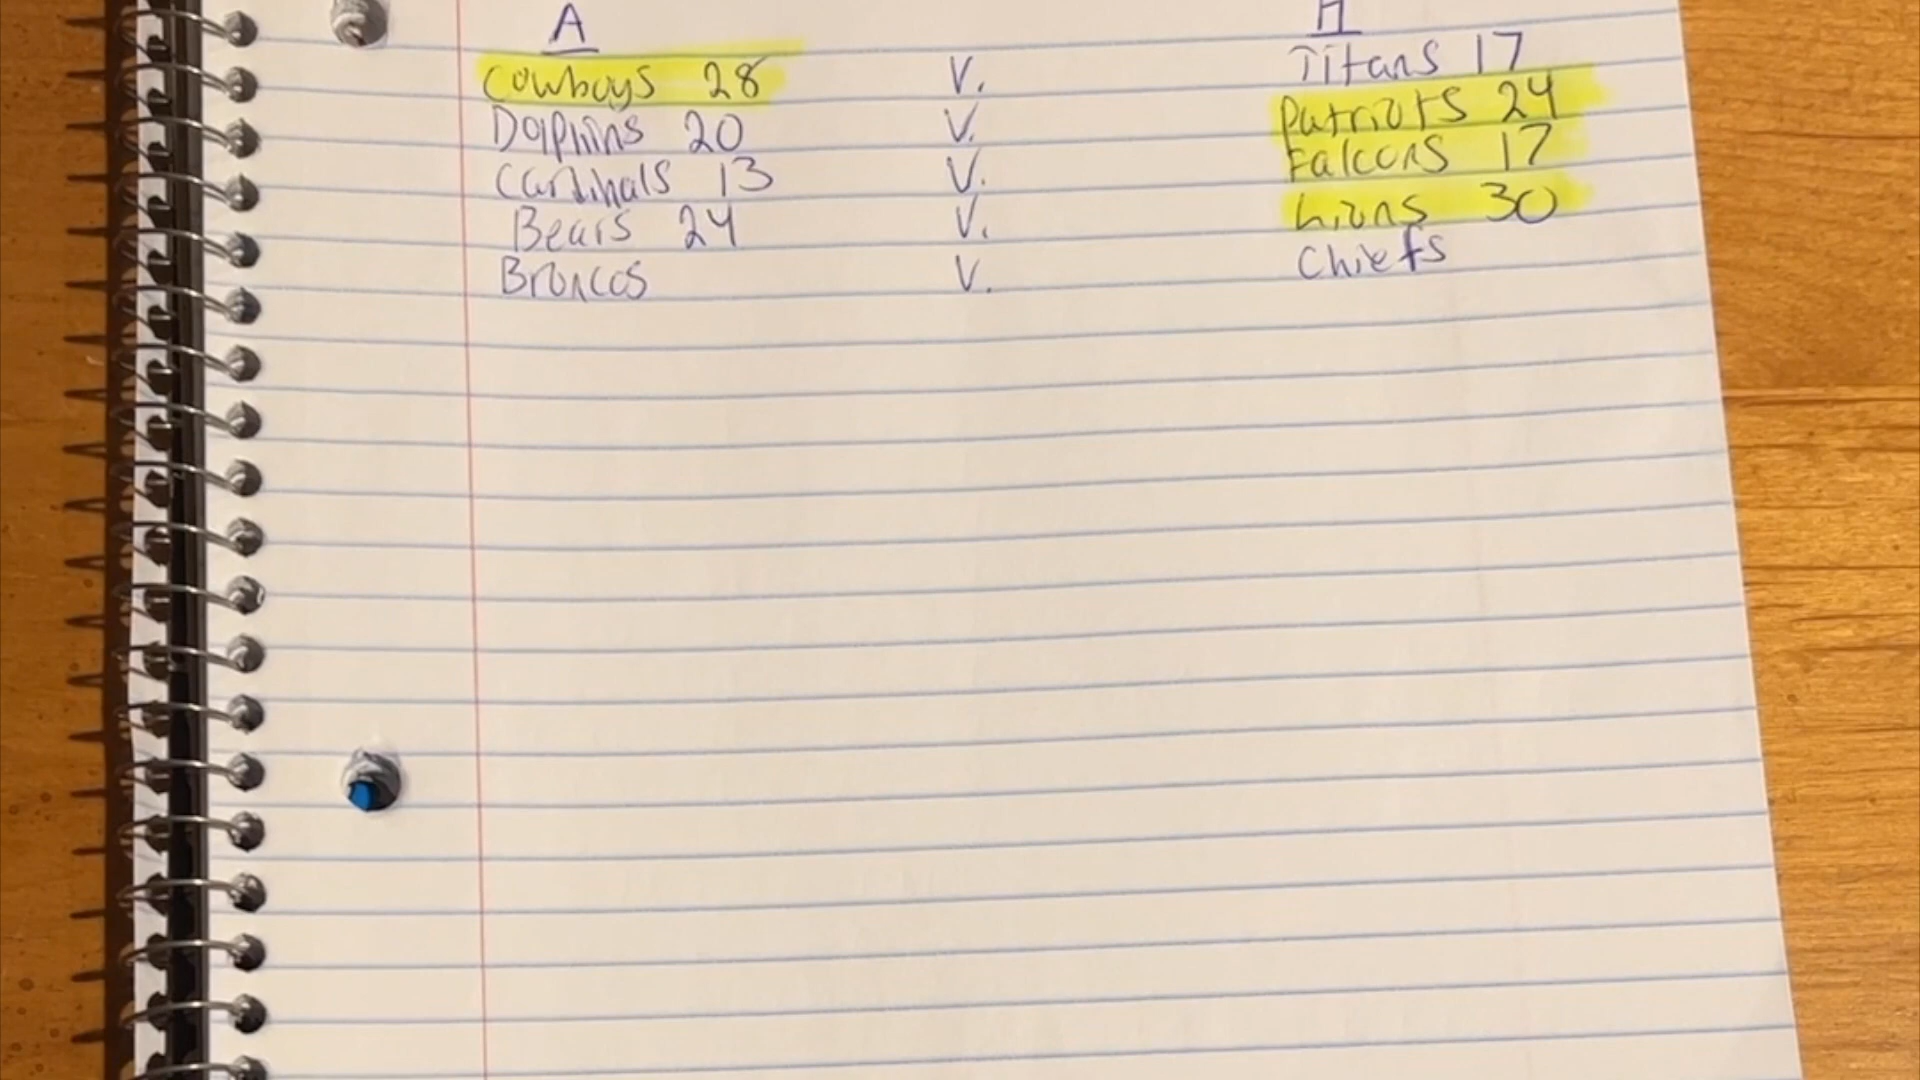 A H
Cowboys 28 V. Titans 17
Dolphins 20 V. Patriots 24
Cardinals 13 V. Falcons 17
Bears 24 V. Lions 30
Broncos V. Chiefs